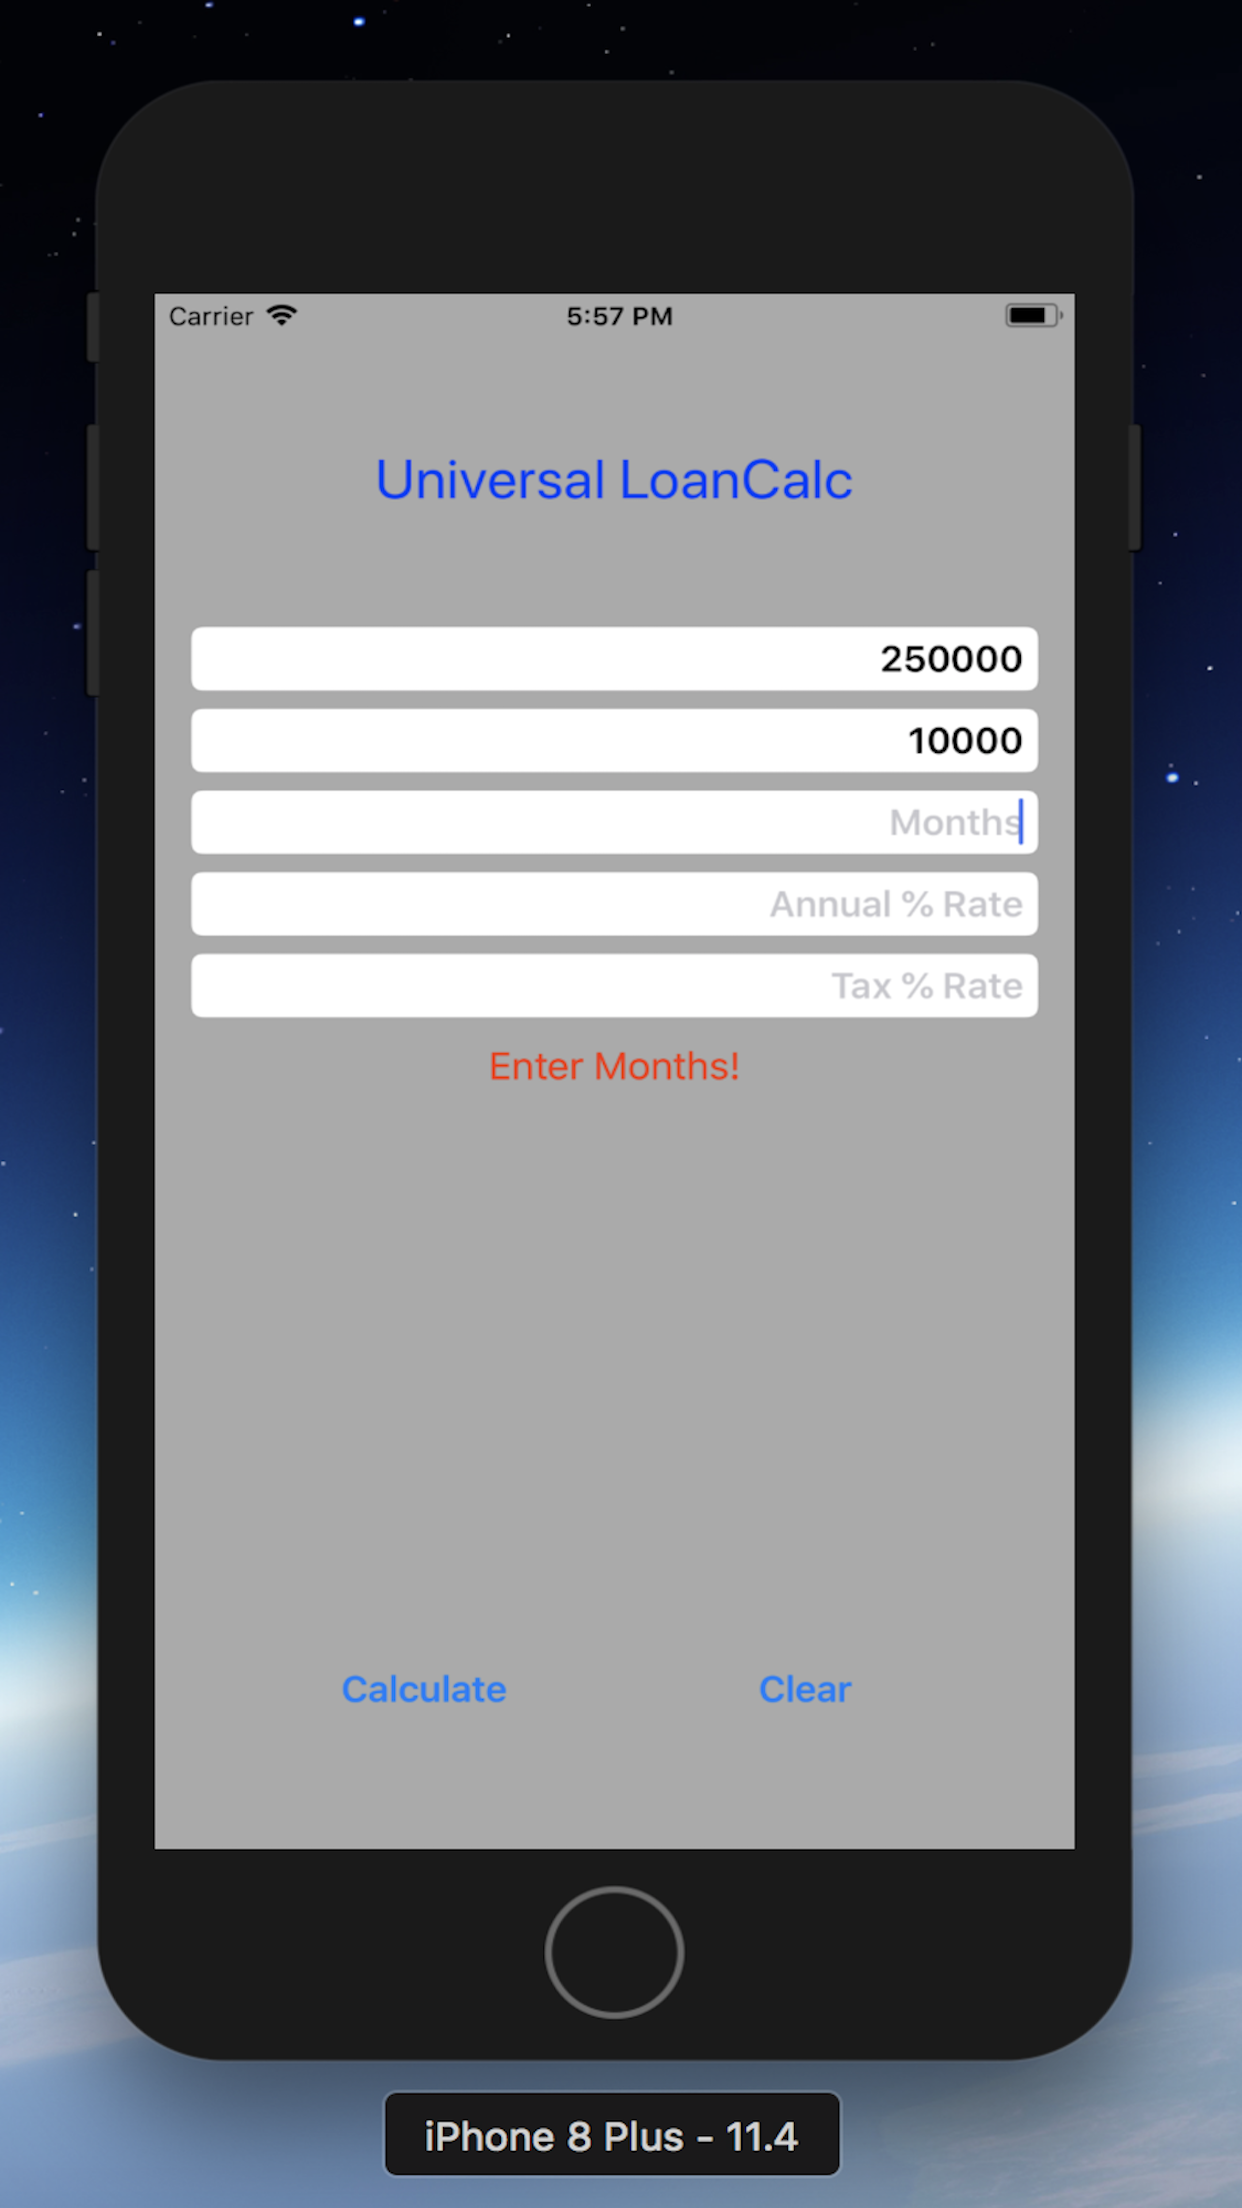 Carrier 5:57 PM
Universal LoanCalc
250000
10000
Months
Annual % Rate
Tax % Rate
Enter Months!
Calculate Clear
iPhone 8 Plus - 11.4